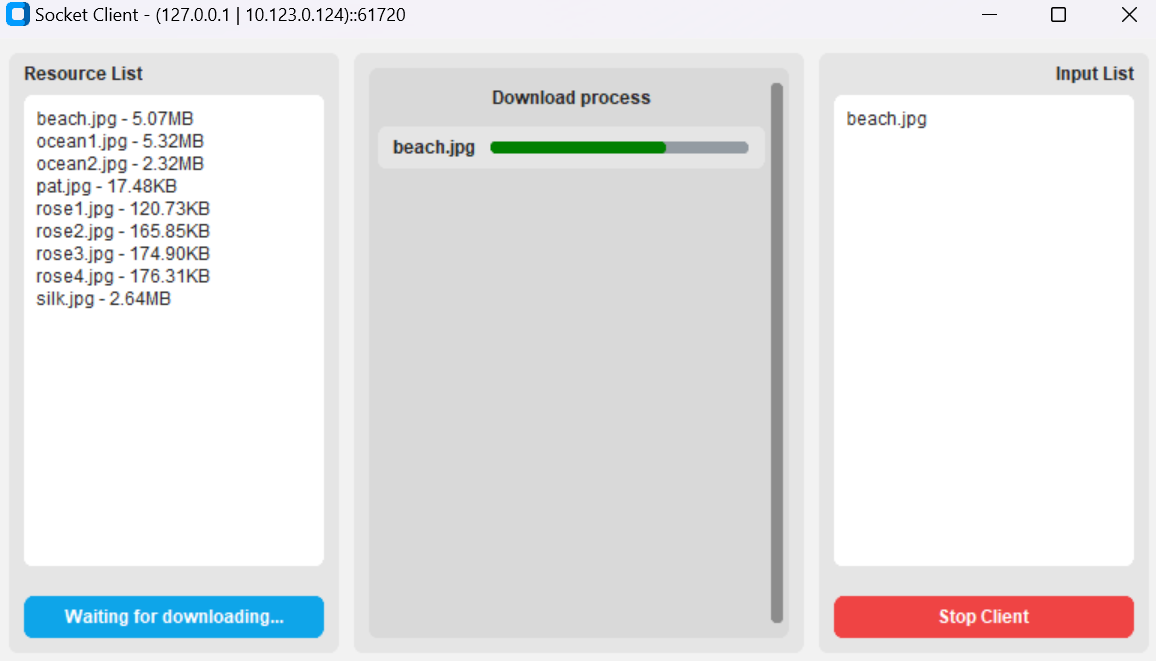 Socket Client - (127.0.0.1 | 10.123.0.124)::61720
Resource List
beach.jpg - 5.07MB
ocean1.jpg - 5.32MB
ocean2.jpg - 2.32MB
pat.jpg - 17.48KB
rose1.jpg - 120.73KB
rose2.jpg - 165.85KB
rose3.jpg - 174.90KB
rose4.jpg - 176.31KB
silk.jpg - 2.64MB
Waiting for downloading...
Download process
beach.jpg
Input List
beach.jpg
Stop Client